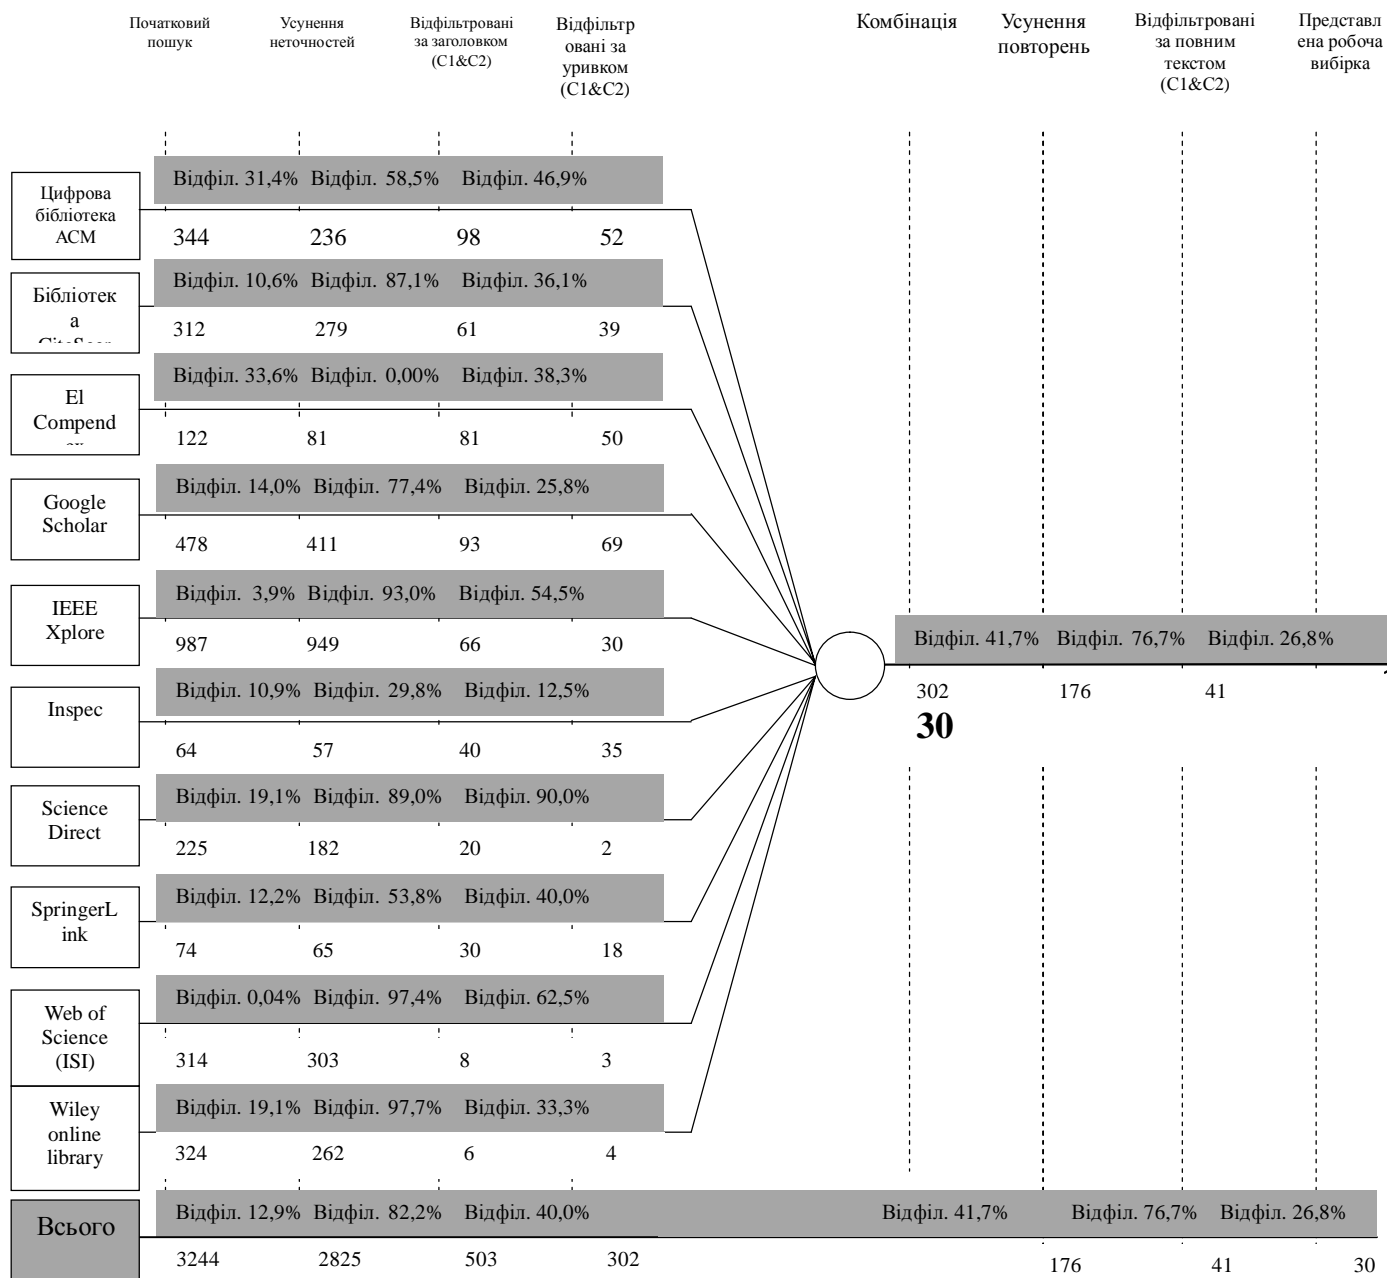 Початковий
пошук
Усунення
неточностей
Відфільтровані
за заголовком
(C1&C2)
Відфільтр
овані за
уривком
(C1&C2)
Комбінація
Усунення
повторень
Відфільтровані
за повним
текстом
(C1&C2)
Представл
ена робоча
вибірка
Цифрова
бібліотека
ACM
Відфіл. 31,4% Відфіл. 58,5% Відфіл. 46,9%
344 236 98 52
Бібліотек
а
Відфіл. 10,6% Відфіл. 87,1% Відфіл. 36,1%
312 279 61 39
El
Compend
Відфіл. 33,6% Відфіл. 0,00% Відфіл. 38,3%
122 81 81 50
Google
Scholar
Відфіл. 14,0% Відфіл. 77,4% Відфіл. 25,8%
478 411 93 69
IEEE
Xplore
Відфіл. 3,9% Відфіл. 93,0% Відфіл. 54,5%
987 949 66 30
Inspec
Відфіл. 10,9% Відфіл. 29,8% Відфіл. 12,5%
64 57 40 35
Science
Direct
Відфіл. 19,1% Відфіл. 89,0% Відфіл. 90,0%
225 182 20 2
SpringerL
ink
Відфіл. 12,2% Відфіл. 53,8% Відфіл. 40,0%
74 65 30 18
Web of
Science
(ISI)
Відфіл. 0,04% Відфіл. 97,4% Відфіл. 62,5%
314 303 8 3
Wiley
online
library
Відфіл. 19,1% Відфіл. 97,7% Відфіл. 33,3%
324 262 6 4
Відфіл. 41,7% Відфіл. 76,7% Відфіл. 26,8%
302 176 41
30
Всього
Відфіл. 12,9% Відфіл. 82,2% Відфіл. 40,0% Відфіл. 41,7% Відфіл. 76,7% Відфіл. 26,8%
3244 2825 503 302 176 41 30